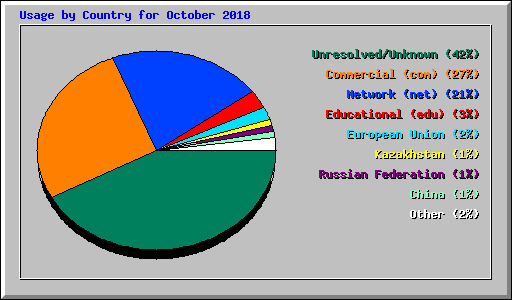 Usage by Country for October 2018
Unresolved/Unknown (42%)
Commercial (com) (27%)
Network (net) (21%)
Educational (edu) (3%)
European Union (2%)
Kazakhstan (1%)
Russian Federation (1%)
China (1%)
Other (2%)